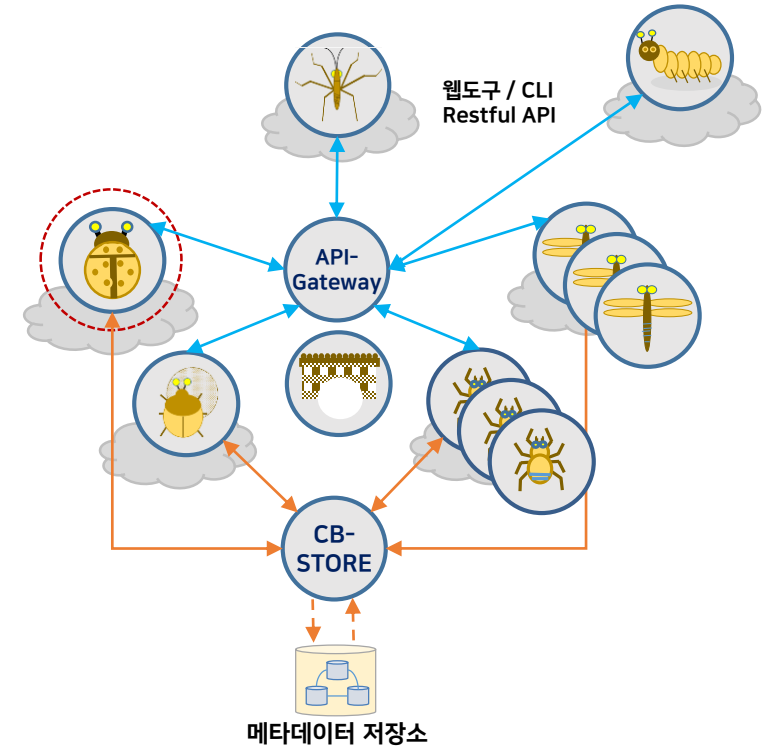 웹도구 / CLI
Restful API
API-
Gateway
CB-
STORE
메타데이터 저장소